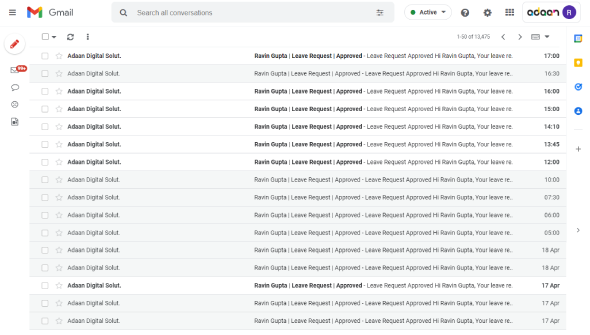 Gmail
Search all conversations
Active
adaan
R
1-50 of 13,475
99+
Adaan Digital Solut. Ravin Gupta | Leave Request | Approved - Leave Request Approved Hi Ravin Gupta, Your leave re. 17:00
Adaan Digital Solut. Ravin Gupta | Leave Request | Approved - Leave Request Approved Hi Ravin Gupta, Your leave re.. 16:30
Adaan Digital Solut. Ravin Gupta | Leave Request | Approved - Leave Request Approved Hi Ravin Gupta, Your leave re. 16:00
Adaan Digital Solut. Ravin Gupta | Leave Request | Approved - Leave Request Approved Hi Ravin Gupta, Your leave re. 15:00
Adaan Digital Solut. Ravin Gupta | Leave Request | Approved - Leave Request Approved Hi Ravin Gupta, Your leave re. 14:10
Adaan Digital Solut. Ravin Gupta | Leave Request | Approved - Leave Request Approved Hi Ravin Gupta, Your leave re. 13:45
Adaan Digital Solut. Ravin Gupta | Leave Request | Approved - Leave Request Approved Hi Ravin Gupta, Your leave re. 12:00
Adaan Digital Solut. Ravin Gupta | Leave Request | Approved - Leave Request Approved Hi Ravin Gupta, Your leave re.. 10:00
Adaan Digital Solut. Ravin Gupta | Leave Request | Approved - Leave Request Approved Hi Ravin Gupta, Your leave re.. 07:30
Adaan Digital Solut. Ravin Gupta | Leave Request | Approved - Leave Request Approved Hi Ravin Gupta, Your leave re.. 06:00
Adaan Digital Solut. Ravin Gupta | Leave Request | Approved - Leave Request Approved Hi Ravin Gupta, Your leave re.. 05:00
Adaan Digital Solut. Ravin Gupta | Leave Request | Approved - Leave Request Approved Hi Ravin Gupta, Your leave re.. 18 Apr
Adaan Digital Solut. Ravin Gupta | Leave Request | Approved - Leave Request Approved Hi Ravin Gupta, Your leave re.. 18 Apr
Adaan Digital Solut. Ravin Gupta | Leave Request | Approved - Leave Request Approved Hi Ravin Gupta, Your leave re. 17 Apr
Adaan Digital Solut. Ravin Gupta | Leave Request | Approved - Leave Request Approved Hi Ravin Gupta, Your leave re.. 17 Apr
Adaan Digital Solut. Ravin Gupta | Leave Request | Approved - Leave Request Approved Hi Ravin Gupta, Your leave re.. 17 Apr